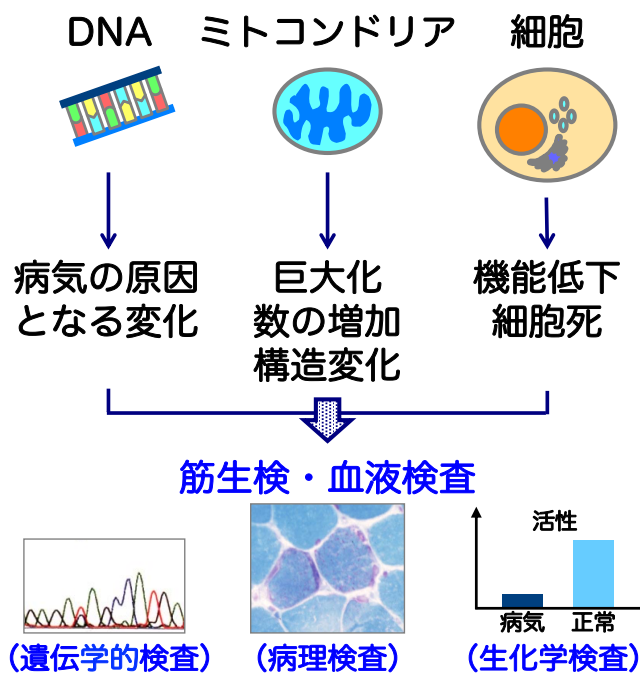 DNA ミトコンドリア 細胞
病気の原因
となる変化
巨大化
数の増加
構造変化
機能低下
細胞死
筋生検・血液検査
活性
病気 正常
（遺伝学的検査）
（病理検査）
（生化学検査）